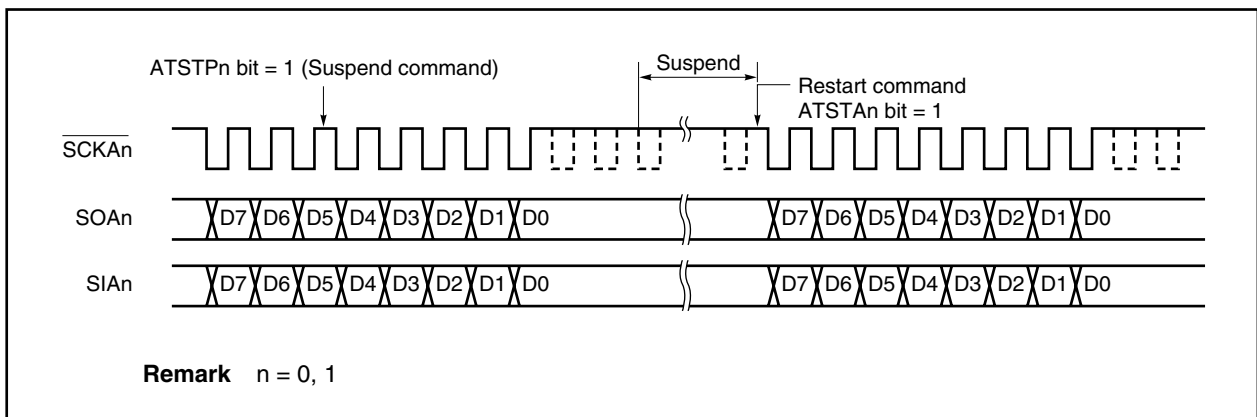 Suspend
ATSTPn bit = 1 (Suspend command)
Restart command
ATSTAn bit = 1
SCKAn
SOAn D7 D6 D5 D4 D3 D2 D1 D0 D7 D6 D5 D4 D3 D2 D1 D0
SIAn D7 D6 D5 D4 D3 D2 D1 D0 D7 D6 D5 D4 D3 D2 D1 D0
Remark n = 0, 1